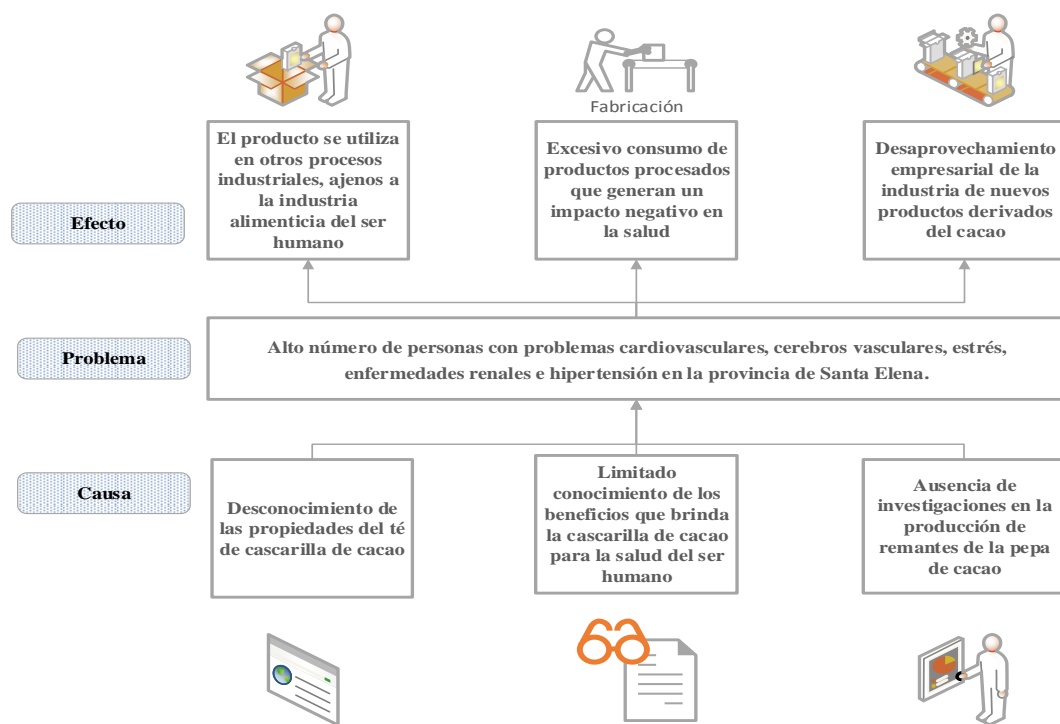 Fabricación
El producto se utiliza
en otros procesos
industriales, ajenos a
la industria
alimenticia del ser
humano
Excesivo consumo de
productos procesados
que generan un
impacto negativo en
la salud
Desaprovechamiento
empresarial de la
industria de nuevos
productos derivados
del cacao
Efecto
Problema
Alto número de personas con problemas cardiovasculares, cerebros vasculares, estrés,
enfermedades renales e hipertensión en la provincia de Santa Elena.
Causa
Desconocimiento de
las propiedades del té
de cascarilla de cacao
Limitado
conocimiento de los
beneficios que brinda
la cascarilla de cacao
para la salud del ser
humano
Ausencia de
investigaciones en la
producción de
remantes de la pepa
de cacao